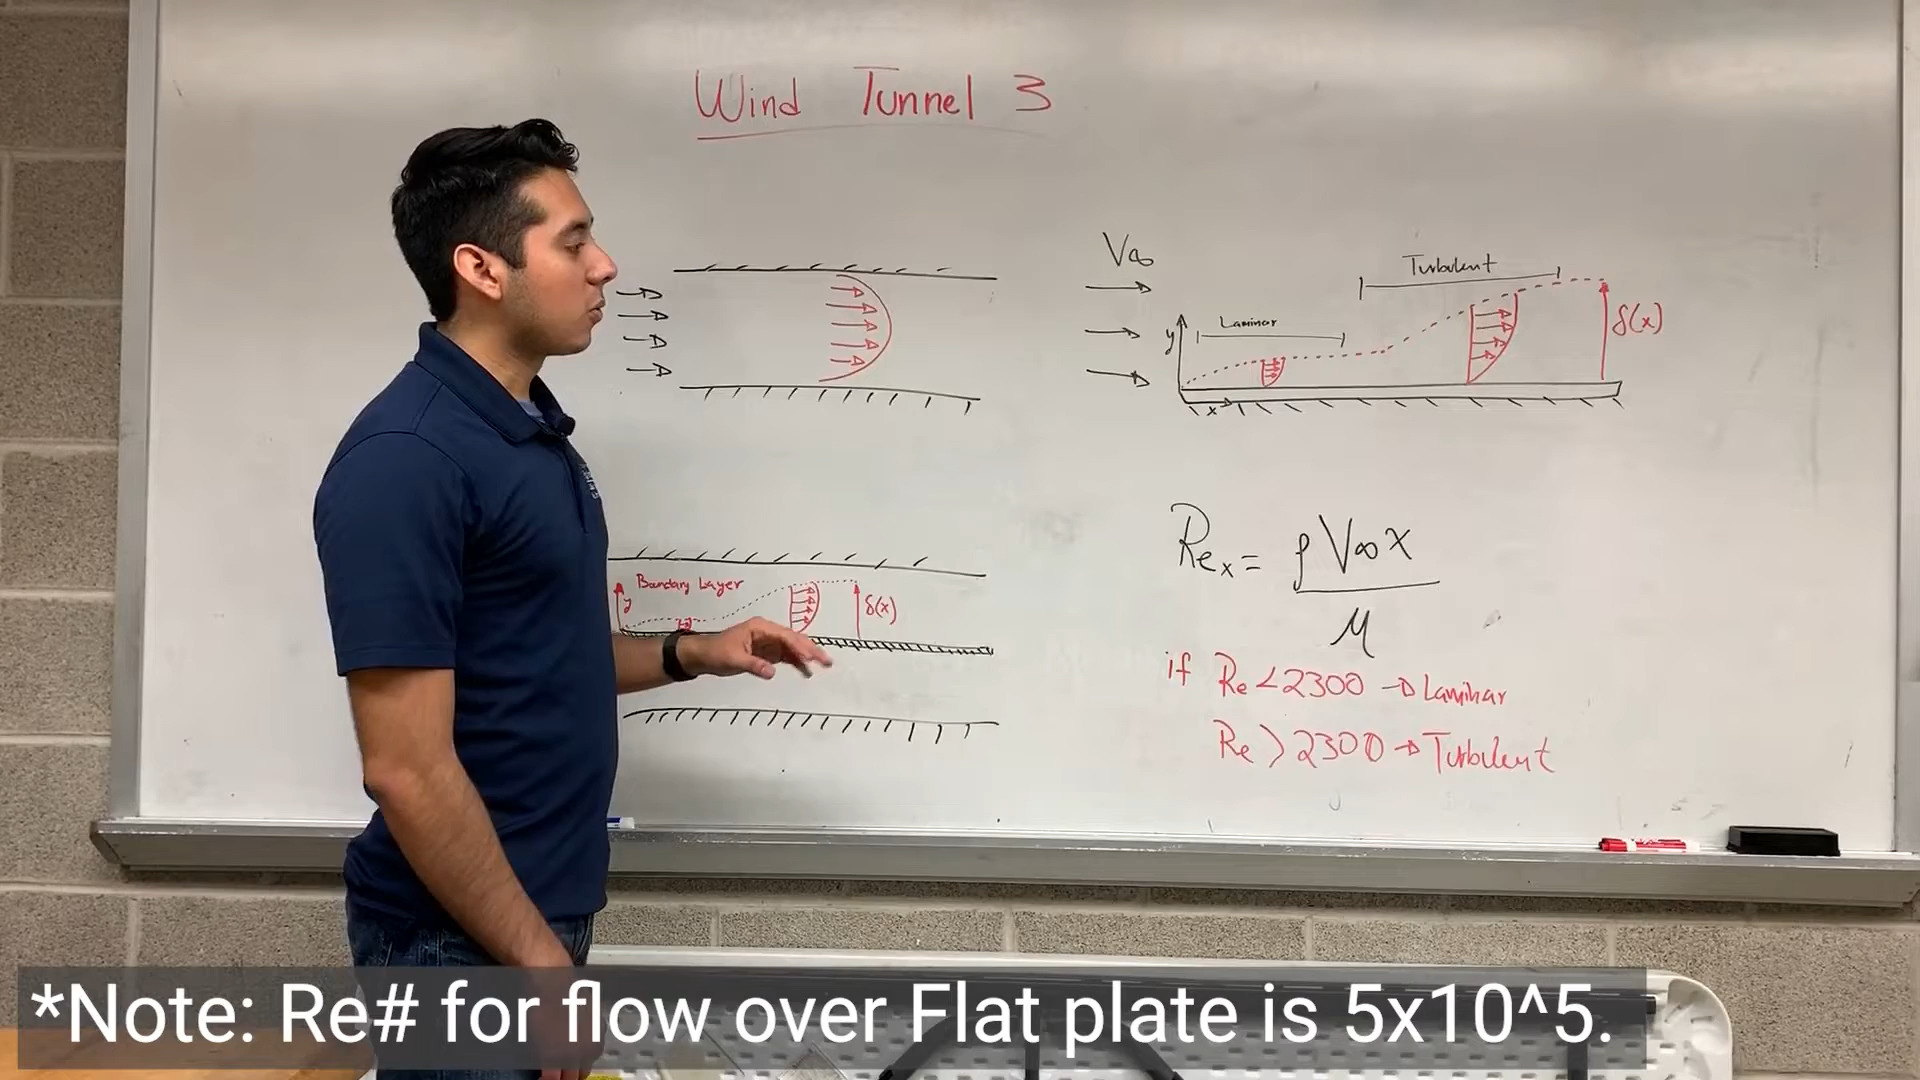 Wind Tunnel 3
V∞
Turbulent
Laminar
y
δ(x)
x
Re_x = ρ V∞ x
μ
Boundary Layer
y
δ(x)
if Re < 2300 → Laminar
Re > 2300 → Turbulent
*Note: Re# for flow over Flat plate is 5x10^5.